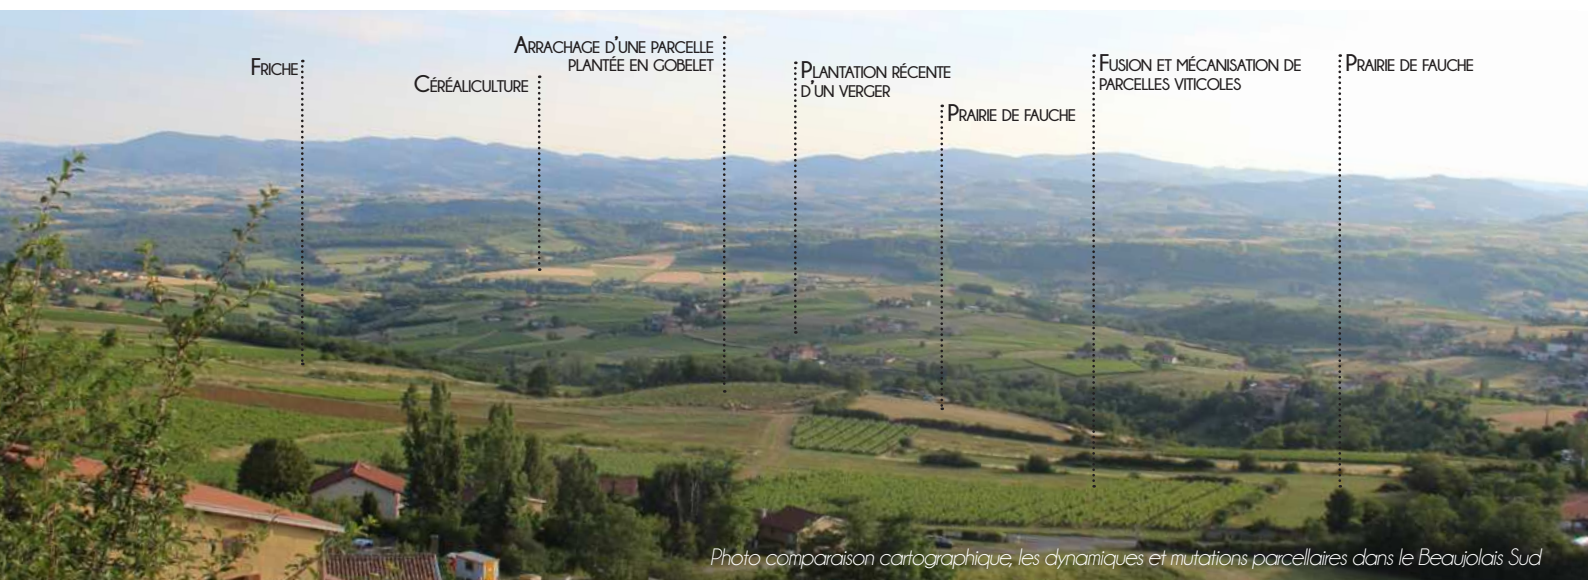 FRICHE
CÉRÉALICULTURE
ARRACHAGE D'UNE PARCELLE
PLANTÉE EN GOBELET
PLANTATION RÉCENTE
D'UN VERGER
PRAIRIE DE FAUCHE
FUSION ET MÉCANISATION DE
PARCELLES VITICOLES
PRAIRIE DE FAUCHE
Photo comparaison cartographique, les dynamiques et mutations parcellaires dans le Beaujolais Sud